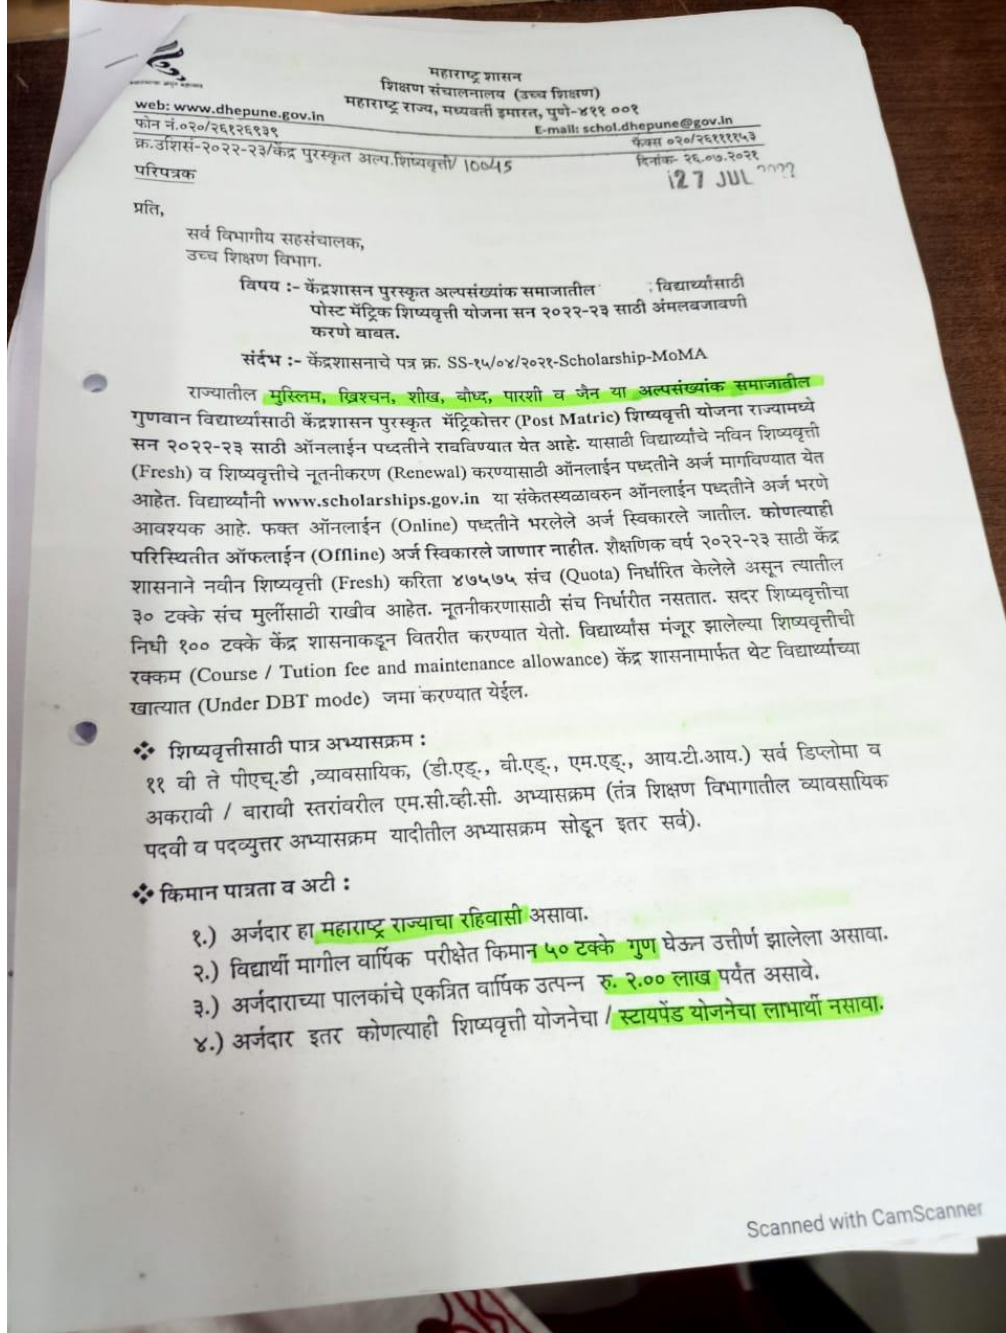 महाराष्ट्र शासन
शिक्षण संचालनालय (उच्च शिक्षण)
महाराष्ट्र राज्य, मध्यवर्ती इमारत, पुणे-४११ ००१
web: www.dhepune.gov.in
E-mail: schol.dhepune@gov.in
फोन नं.०२०/२६१२६९३९
फॅक्स ०२०/२६११११५३
क्र.उशिसं-२०२२-२३/केंद्र पुरस्कृत अल्प.शिष्यवृत्ती/ 10045
दिनांक- २६.०७.२०२१
27 JUL 2022
परिपत्रक
प्रति,
सर्व विभागीय सहसंचालक,
उच्च शिक्षण विभाग.
विषय :- केंद्रशासन पुरस्कृत अल्पसंख्यांक समाजातील विद्यार्थ्यांसाठी
पोस्ट मॅट्रिक शिष्यवृत्ती योजना सन २०२२-२३ साठी अंमलबजावणी
करणे बाबत.
संर्दभ :- केंद्रशासनाचे पत्र क्र. SS-१५/०४/२०२१-Scholarship-MoMA
राज्यातील मुस्लिम, ख्रिश्चन, शीख, बौध्द, पारशी व जैन या अल्पसंख्यांक समाजातील
गुणवान विद्यार्थ्यांसाठी केंद्रशासन पुरस्कृत मॅट्रिकोत्तर (Post Matric) शिष्यवृत्ती योजना राज्यामध्ये
सन २०२२-२३ साठी ऑनलाईन पध्दतीने राबविण्यात येत आहे. यासाठी विद्यार्थ्यांचे नविन शिष्यवृत्ती
(Fresh) व शिष्यवृत्तीचे नूतनीकरण (Renewal) करण्यासाठी ऑनलाईन पध्दतीने अर्ज मागविण्यात येत
आहेत. विद्यार्थ्यांनी www.scholarships.gov.in या संकेतस्थळावरुन ऑनलाईन पध्दतीने अर्ज भरणे
आवश्यक आहे. फक्त ऑनलाईन (Online) पध्दतीने भरलेले अर्ज स्विकारले जातील. कोणत्याही
परिस्थितीत ऑफलाईन (Offline) अर्ज स्विकारले जाणार नाहीत. शैक्षणिक वर्ष २०२२-२३ साठी केंद्र
शासनाने नवीन शिष्यवृत्ती (Fresh) करिता ४७५७५ संच (Quota) निर्धारित केलेले असून त्यातील
३० टक्के संच मुलींसाठी राखीव आहेत. नूतनीकरणासाठी संच निर्धारीत नसतात. सदर शिष्यवृत्तीचा
निधी १०० टक्के केंद्र शासनाकडून वितरीत करण्यात येतो. विद्यार्थ्यांस मंजूर झालेल्या शिष्यवृत्तीची
रक्कम (Course / Tution fee and maintenance allowance) केंद्र शासनामार्फत थेट विद्यार्थ्यांच्या
खात्यात (Under DBT mode) जमा करण्यात येईल.
❖ शिष्यवृत्तीसाठी पात्र अभ्यासक्रम :
११ वी ते पीएच्.डी ,व्यावसायिक, (डी.एड्., बी.एड्., एम.एड्., आय.टी.आय.) सर्व डिप्लोमा व
अकरावी / बारावी स्तरांवरील एम.सी.व्ही.सी. अभ्यासक्रम (तंत्र शिक्षण विभागातील व्यावसायिक
पदवी व पदव्युत्तर अभ्यासक्रम यादीतील अभ्यासक्रम सोडून इतर सर्व).
❖ किमान पात्रता व अटी :
१.) अर्जदार हा महाराष्ट्र राज्याचा रहिवासी असावा.
२.) विद्यार्थी मागील वार्षिक परीक्षेत किमान ५० टक्के गुण घेऊन उत्तीर्ण झालेला असावा.
३.) अर्जदाराच्या पालकांचे एकत्रित वार्षिक उत्पन्न रु. २.०० लाख पर्यंत असावे.
४.) अर्जदार इतर कोणत्याही शिष्यवृत्ती योजनेचा / स्टायपेंड योजनेचा लाभार्थी नसावा.
Scanned with CamScanner